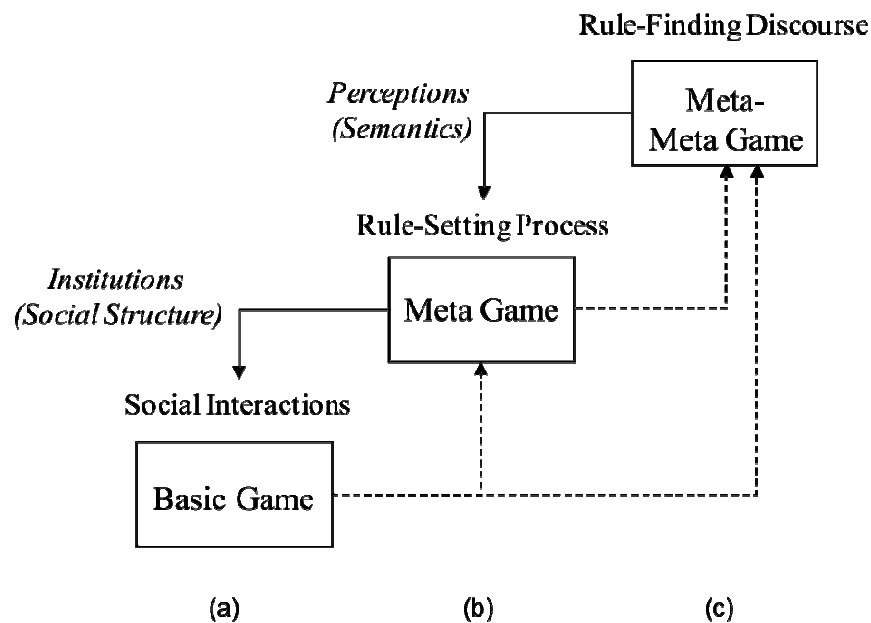 Rule-Finding Discourse
Meta-
Meta Game
Perceptions
(Semantics)
Rule-Setting Process
Meta Game
Institutions
(Social Structure)
Social Interactions
Basic Game
(a) (b) (c)